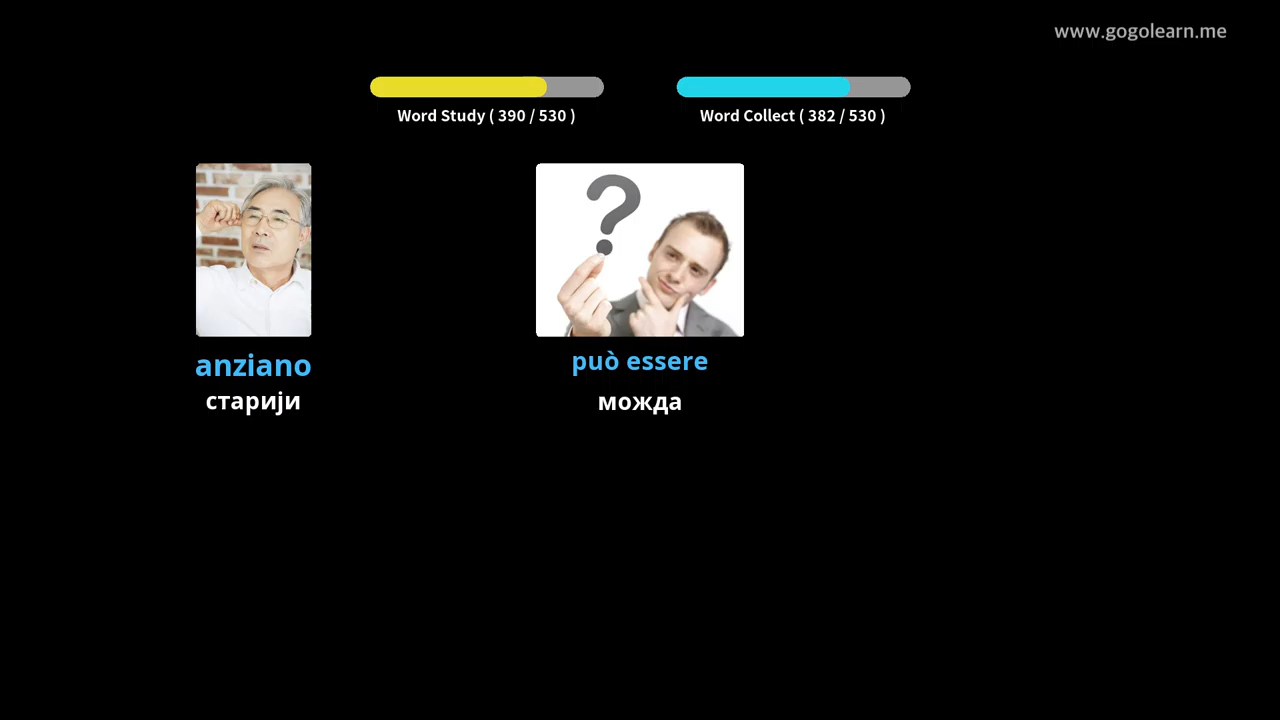 www.gogolearn.me
Word Study ( 390 / 530 )
Word Collect ( 382 / 530 )
anziano
старији
può essere
можда